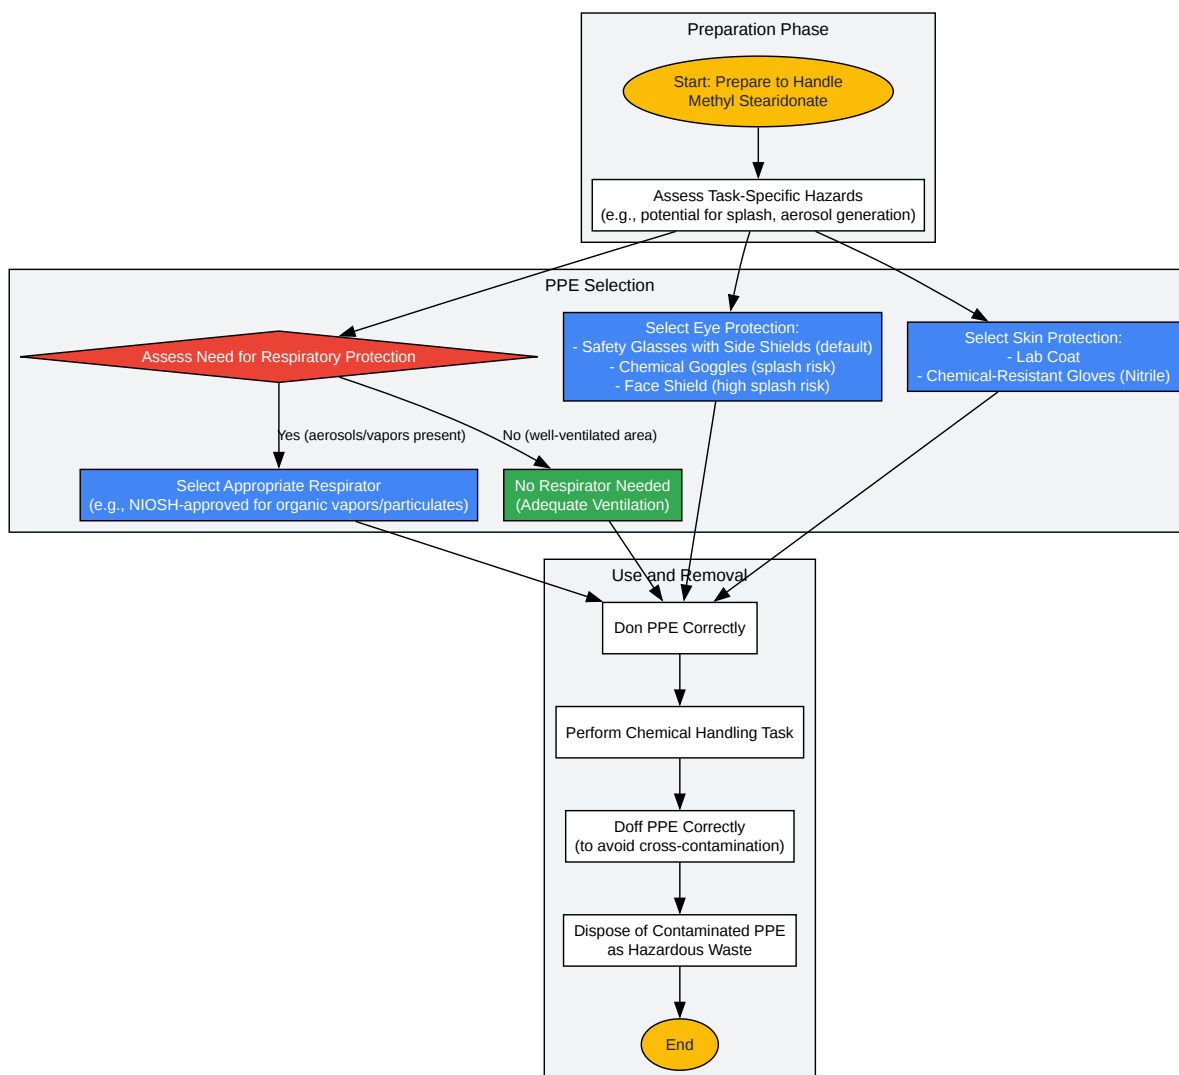 Preparation Phase
Start: Prepare to Handle
Methyl Stearidonate
Assess Task-Specific Hazards
(e.g., potential for splash, aerosol generation)
PPE Selection
Assess Need for Respiratory Protection
Select Eye Protection:
- Safety Glasses with Side Shields (default)
- Chemical Goggles (splash risk)
- Face Shield (high splash risk)
Select Skin Protection:
- Lab Coat
- Chemical-Resistant Gloves (Nitrile)
Yes (aerosols/vapors present)
No (well-ventilated area)
Select Appropriate Respirator
(e.g., NIOSH-approved for organic vapors/particulates)
No Respirator Needed
(Adequate Ventilation)
Use and Removal
Don PPE Correctly
Perform Chemical Handling Task
Doff PPE Correctly
(to avoid cross-contamination)
Dispose of Contaminated PPE
as Hazardous Waste
End